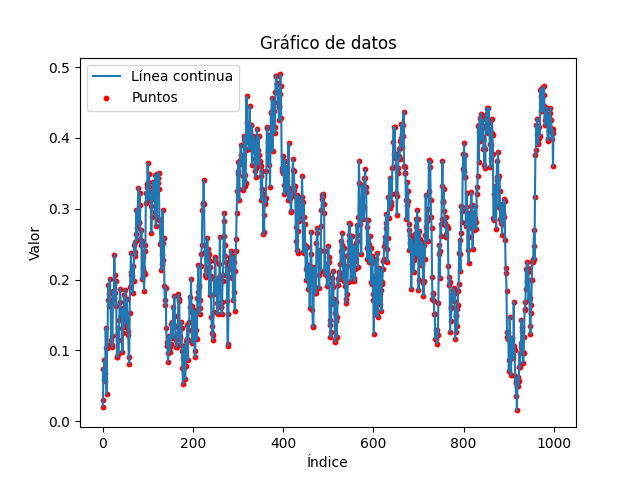 Gráfico de datos
Línea continua
Puntos
0.5
0.4
0.3
0.2
0.1
0.0
Valor
0 200 400 600 800 1000
Índice